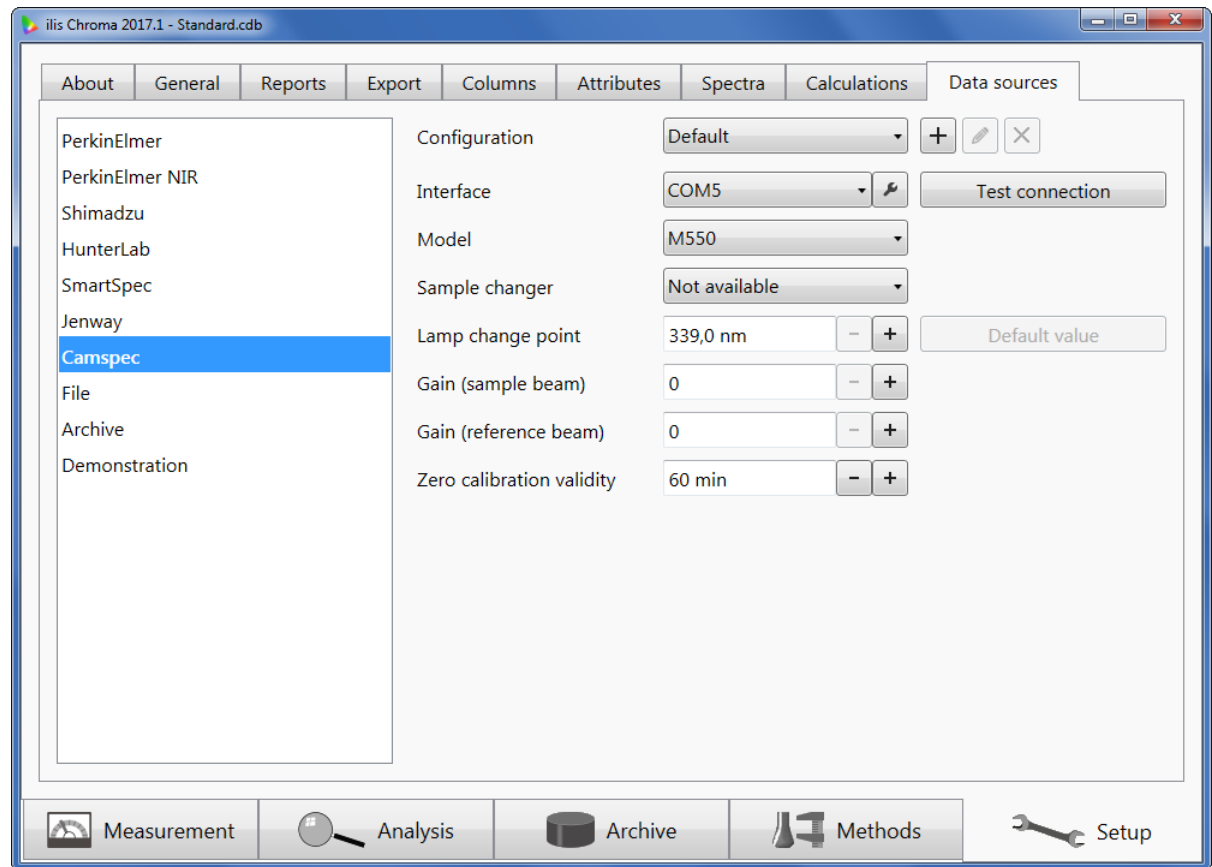 ilis Chroma 2017.1 - Standard.cdb
About General Reports Export Columns Attributes Spectra Calculations Data sources
PerkinElmer
PerkinElmer NIR
Shimadzu
HunterLab
SmartSpec
Jenway
Camspec
File
Archive
Demonstration
Configuration Default
Interface COM5 Test connection
Model M550
Sample changer Not available
Lamp change point 339,0 nm - + Default value
Gain (sample beam) 0 - +
Gain (reference beam) 0 - +
Zero calibration validity 60 min - +
Measurement Analysis Archive Methods Setup